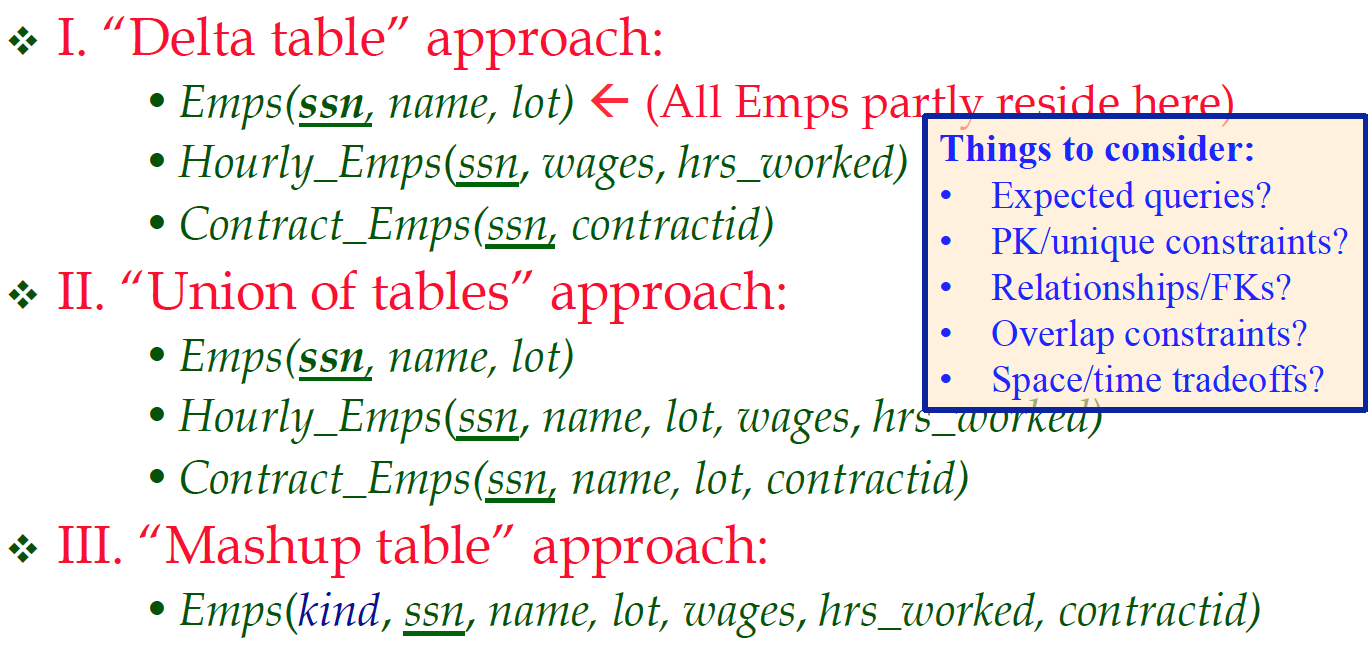 ❖ I. “Delta table” approach:
• Emps(ssn, name, lot) ← (All Emps partly reside here)
• Hourly_Emps(ssn, wages, hrs_worked)
• Contract_Emps(ssn, contractid)
❖ II. “Union of tables” approach:
• Emps(ssn, name, lot)
• Hourly_Emps(ssn, name, lot, wages, hrs_worked)
• Contract_Emps(ssn, name, lot, contractid)
❖ III. “Mashup table” approach:
• Emps(kind, ssn, name, lot, wages, hrs_worked, contractid)
Things to consider:
• Expected queries?
• PK/unique constraints?
• Relationships/FKs?
• Overlap constraints?
• Space/time tradeoffs?